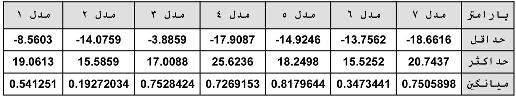 پارامتر مدل ۷ مدل ۶ مدل ۵ مدل ۴ مدل ۳ مدل ۲ مدل ۱
حداقل -18.6616 -13.7562 -14.9246 -17.9087 -3.8859 -14.0759 -8.5603
حداکثر 20.7437 15.5252 18.2498 25.6236 17.0088 15.5859 19.0613
میانگین 0.7505898 0.3473441 0.8179644 0.7269153 0.7528424 0.19272034 0.541251